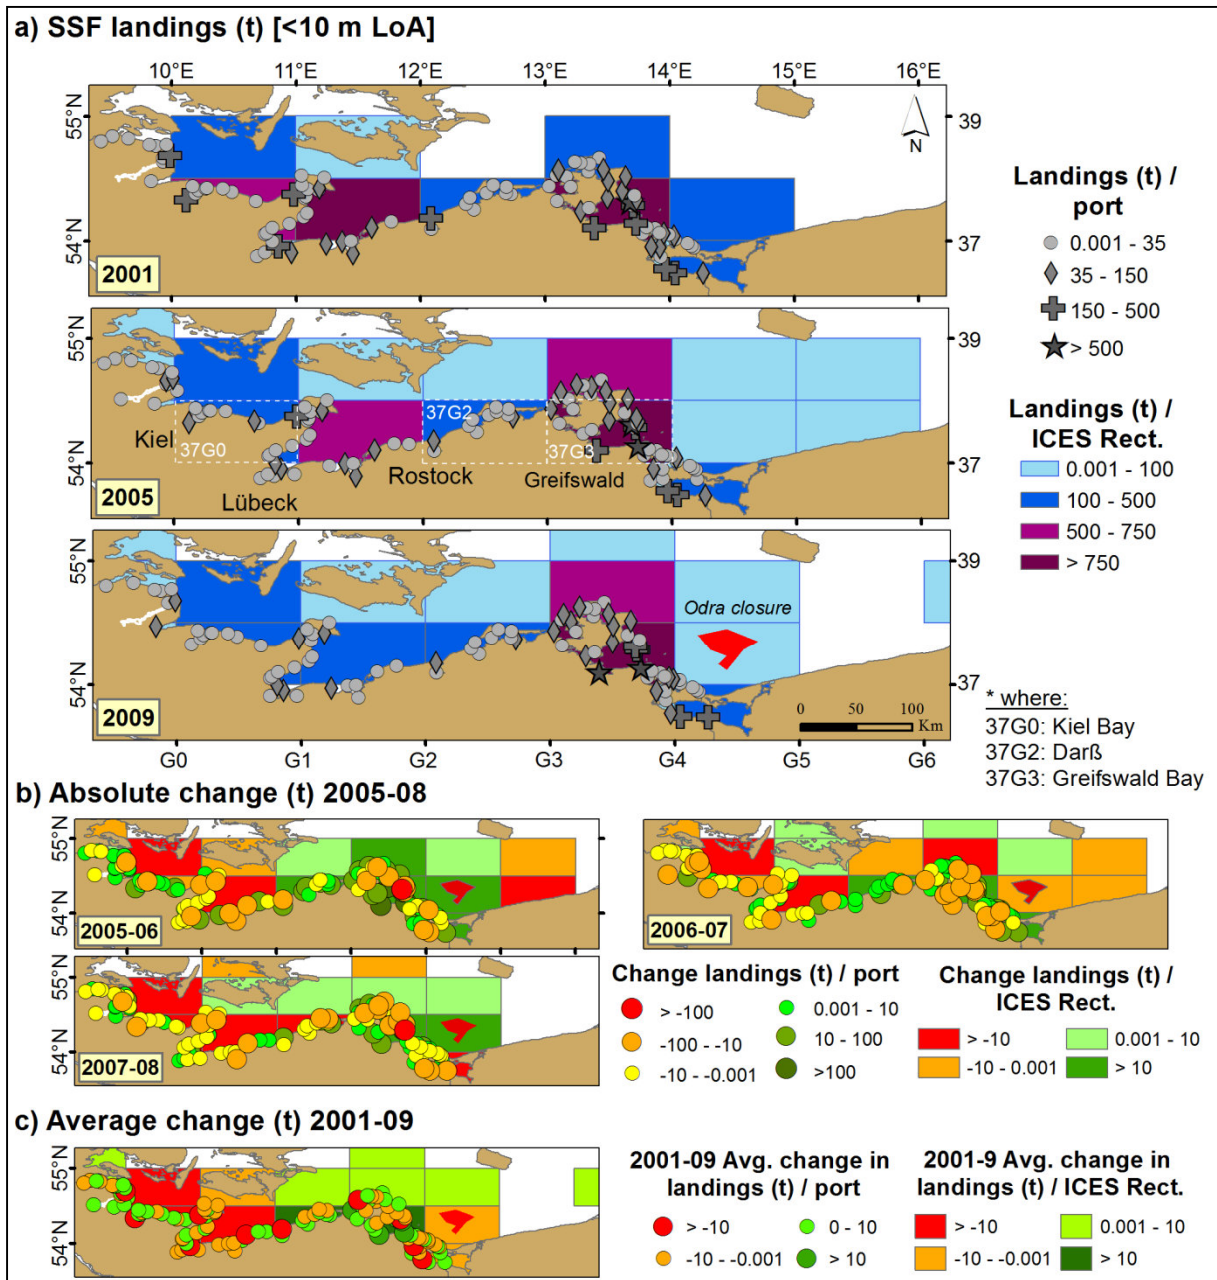 a) SSF landings (t) [<10 m LoA]
10°E 11°E 12°E 13°E 14°E 15°E 16°E
55°N
54°N
39
37
N
2001
Landings (t) /
port
0.001 - 35
35 - 150
150 - 500
> 500
55°N
54°N
39
37
37G2
37G0
37G3
Kiel
Lübeck
Rostock
Greifswald
2005
Landings (t) /
ICES Rect.
0.001 - 100
100 - 500
500 - 750
> 750
55°N
54°N
39
37
Odra closure
2009
0 50 100
Km
G0 G1 G2 G3 G4 G5 G6
* where:
37G0: Kiel Bay
37G2: Darß
37G3: Greifswald Bay
b) Absolute change (t) 2005-08
55°N
54°N
2005-06
55°N
54°N
2006-07
55°N
54°N
2007-08
Change landings (t) / port
> -100
-100 - -10
-10 - -0.001
0.001 - 10
10 - 100
>100
Change landings (t) /
ICES Rect.
> -10
-10 - 0.001
0.001 - 10
> 10
c) Average change (t) 2001-09
55°N
54°N
2001-09 Avg. change in
landings (t) / port
> -10
-10 - -0.001
0 - 10
> 10
2001-9 Avg. change in
landings (t) / ICES Rect.
> -10
-10 - -0.001
0.001 - 10
> 10